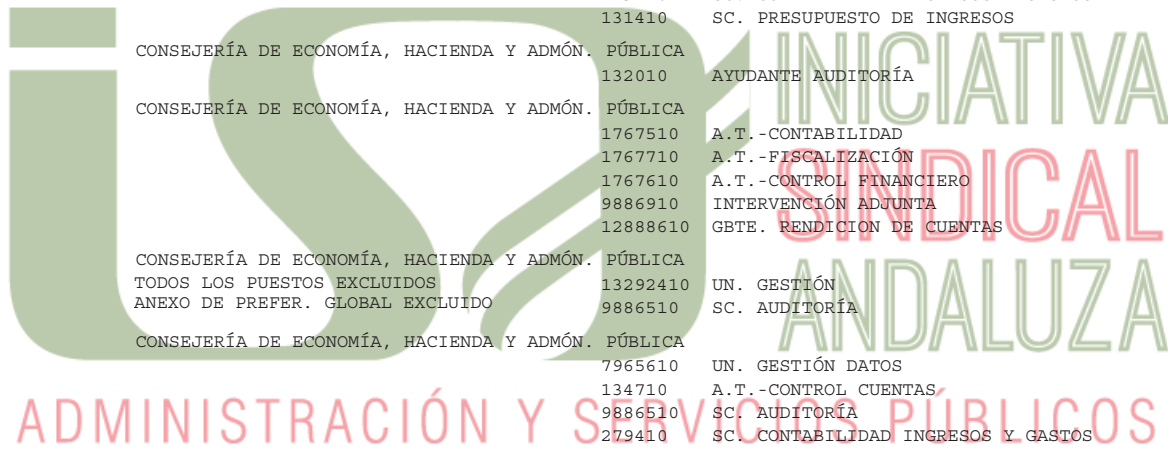 131410 SC. PRESUPUESTO DE INGRESOS
CONSEJERÍA DE ECONOMÍA, HACIENDA Y ADMÓN. PÚBLICA
132010 AYUDANTE AUDITORÍA
CONSEJERÍA DE ECONOMÍA, HACIENDA Y ADMÓN. PÚBLICA
1767510 A.T.-CONTABILIDAD
1767710 A.T.-FISCALIZACIÓN
1767610 A.T.-CONTROL FINANCIERO
9886910 INTERVENCIÓN ADJUNTA
12888610 GBTE. RENDICION DE CUENTAS
CONSEJERÍA DE ECONOMÍA, HACIENDA Y ADMÓN. PÚBLICA
TODOS LOS PUESTOS EXCLUIDOS 13292410 UN. GESTIÓN
ANEXO DE PREFER. GLOBAL EXCLUIDO 9886510 SC. AUDITORÍA
CONSEJERÍA DE ECONOMÍA, HACIENDA Y ADMÓN. PÚBLICA
7965610 UN. GESTIÓN DATOS
134710 A.T.-CONTROL CUENTAS
9886510 SC. AUDITORÍA
279410 SC. CONTABILIDAD INGRESOS Y GASTOS
isa
INICIATIVA
SINDICAL
ANDALUZA
ADMINISTRACIÓN Y SERVICIOS PÚBLICOS